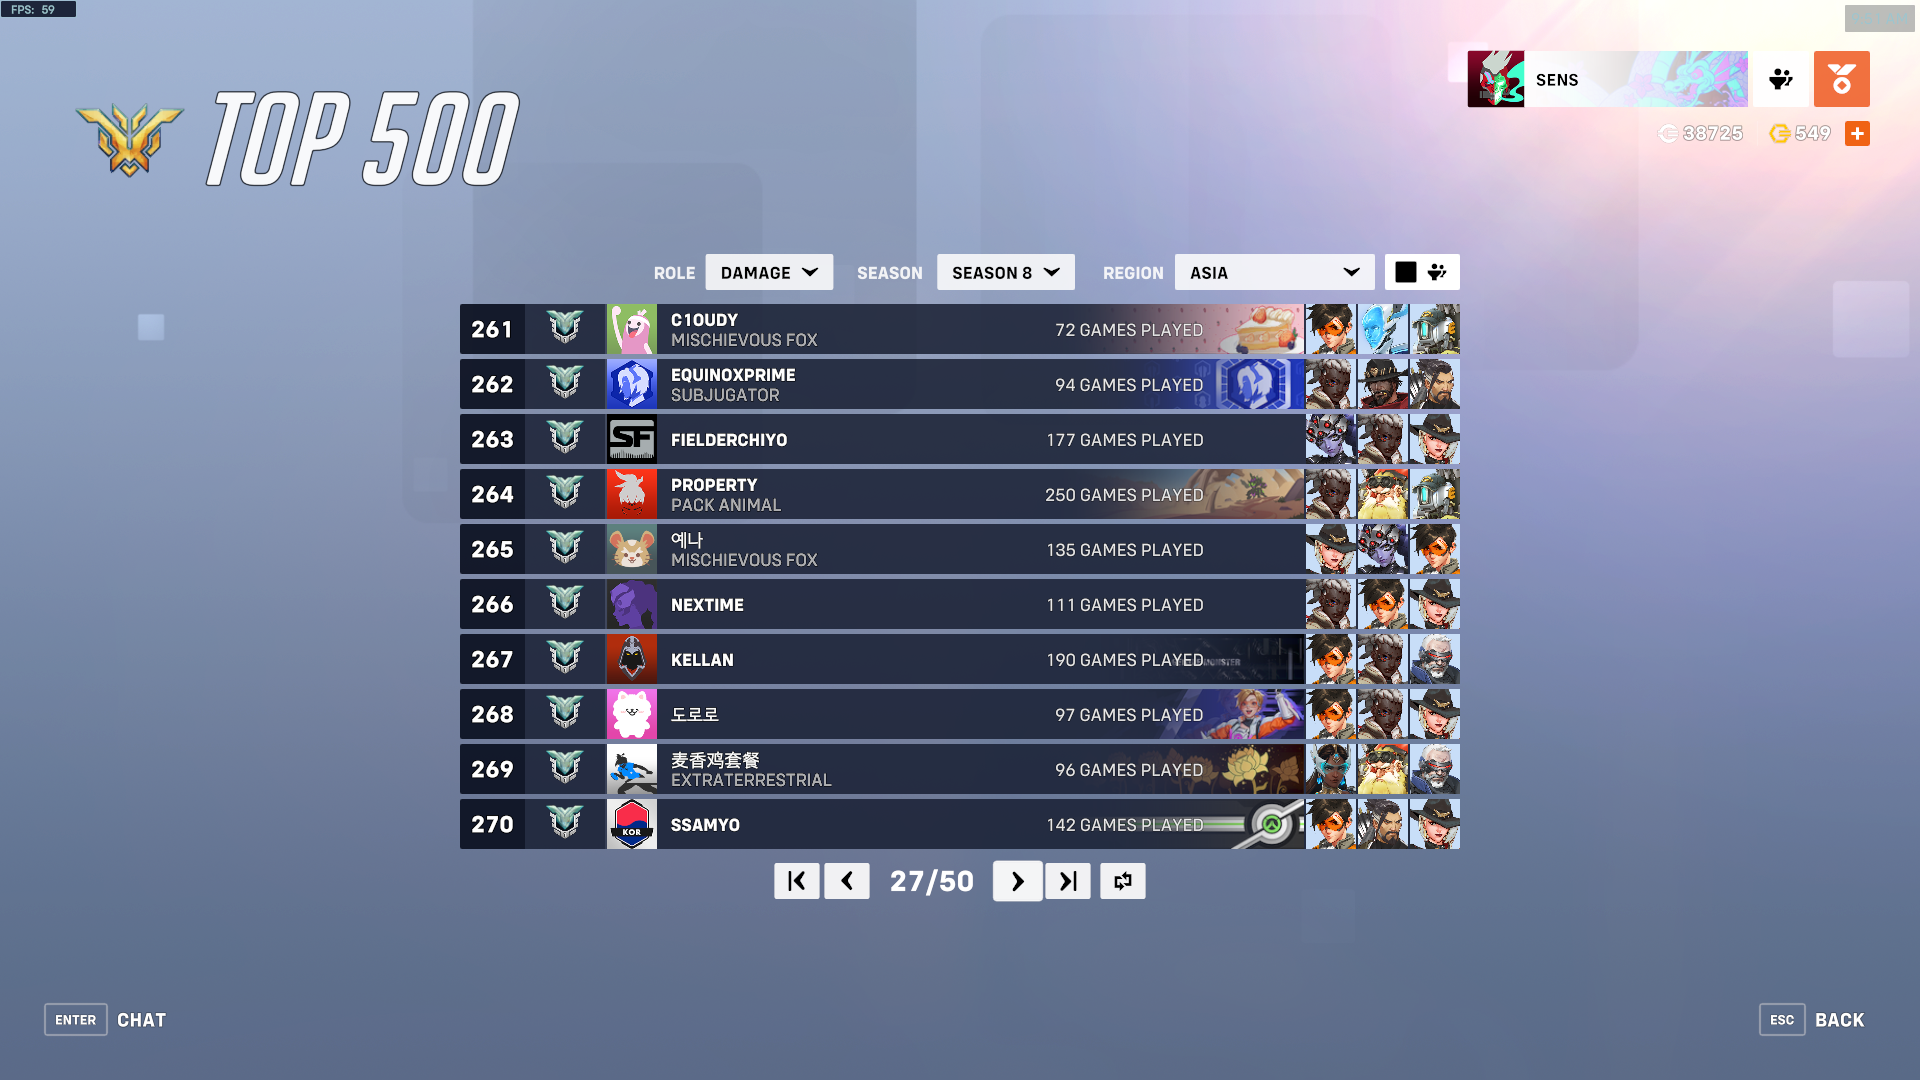 FPS: 59
TOP 500
SENS
38725
549
ROLE
DAMAGE
SEASON
SEASON 8
REGION
ASIA
261
C10UDY
MISCHIEVOUS FOX
72 GAMES PLAYED
262
EQUINOXPRIME
SUBJUGATOR
94 GAMES PLAYED
263
SF
FIELDERCHIYO
177 GAMES PLAYED
264
PROPERTY
PACK ANIMAL
250 GAMES PLAYED
265
예나
MISCHIEVOUS FOX
135 GAMES PLAYED
266
NEXTIME
111 GAMES PLAYED
267
KELLAN
190 GAMES PLAYED
268
도로로
97 GAMES PLAYED
269
麦香鸡套餐
EXTRATERRESTRIAL
96 GAMES PLAYED
270
KOR
SSAMYO
142 GAMES PLAYED
27/50
ENTER
CHAT
ESC
BACK